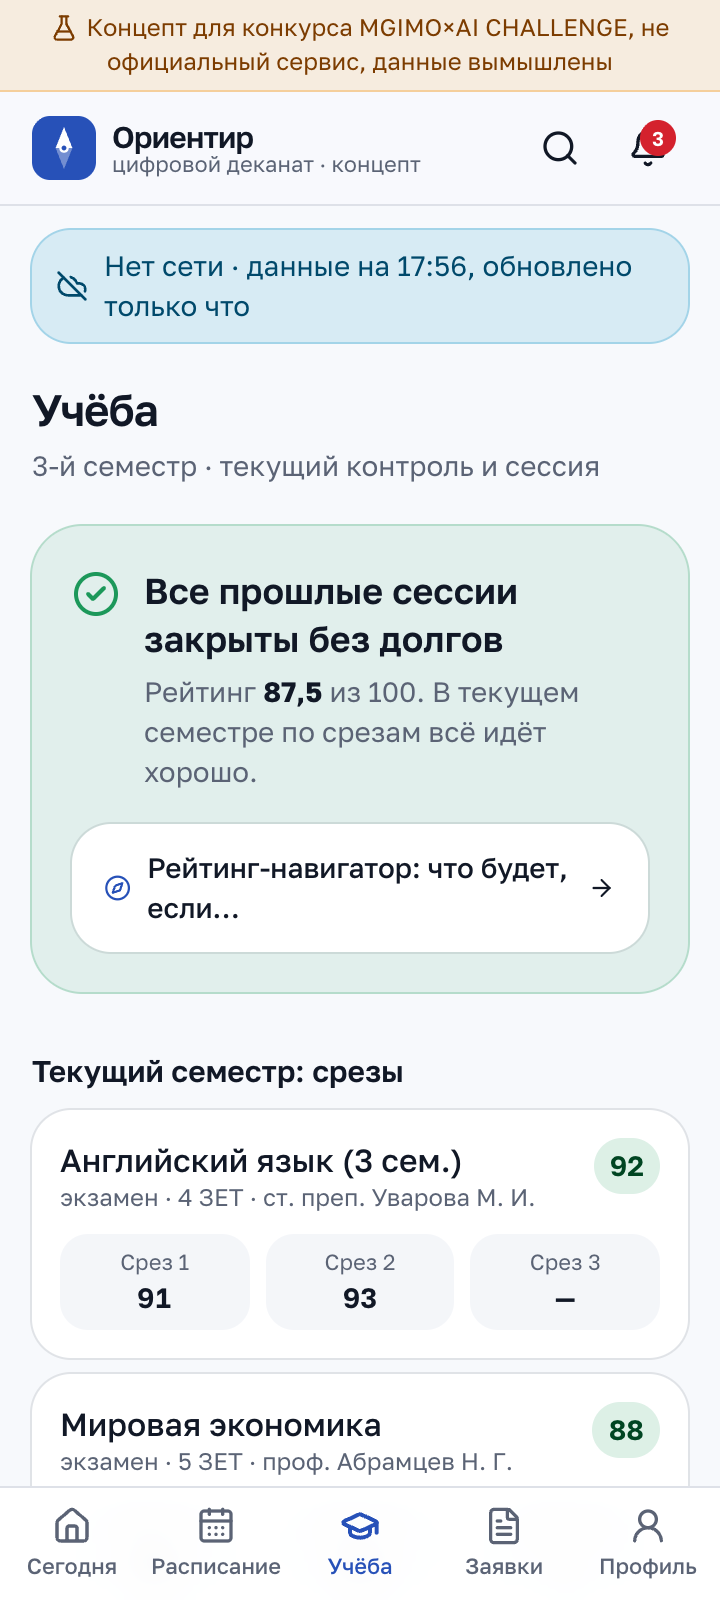 Концепт для конкурса MGIMO×AI CHALLENGE, не
официальный сервис, данные вымышлены
Ориентир
цифровой деканат · концепт
3
Нет сети · данные на 17:56, обновлено
только что
Учёба
3-й семестр · текущий контроль и сессия
Все прошлые сессии
закрыты без долгов
Рейтинг 87,5 из 100. В текущем
семестре по срезам всё идёт
хорошо.
Рейтинг-навигатор: что будет,
если…
Текущий семестр: срезы
Английский язык (3 сем.)
92
экзамен · 4 ЗЕТ · ст. преп. Уварова М. И.
Срез 1
Срез 2
Срез 3
91
93
—
Мировая экономика
88
экзамен · 5 ЗЕТ · проф. Абрамцев Н. Г.
Сегодня
Расписание
Учёба
Заявки
Профиль